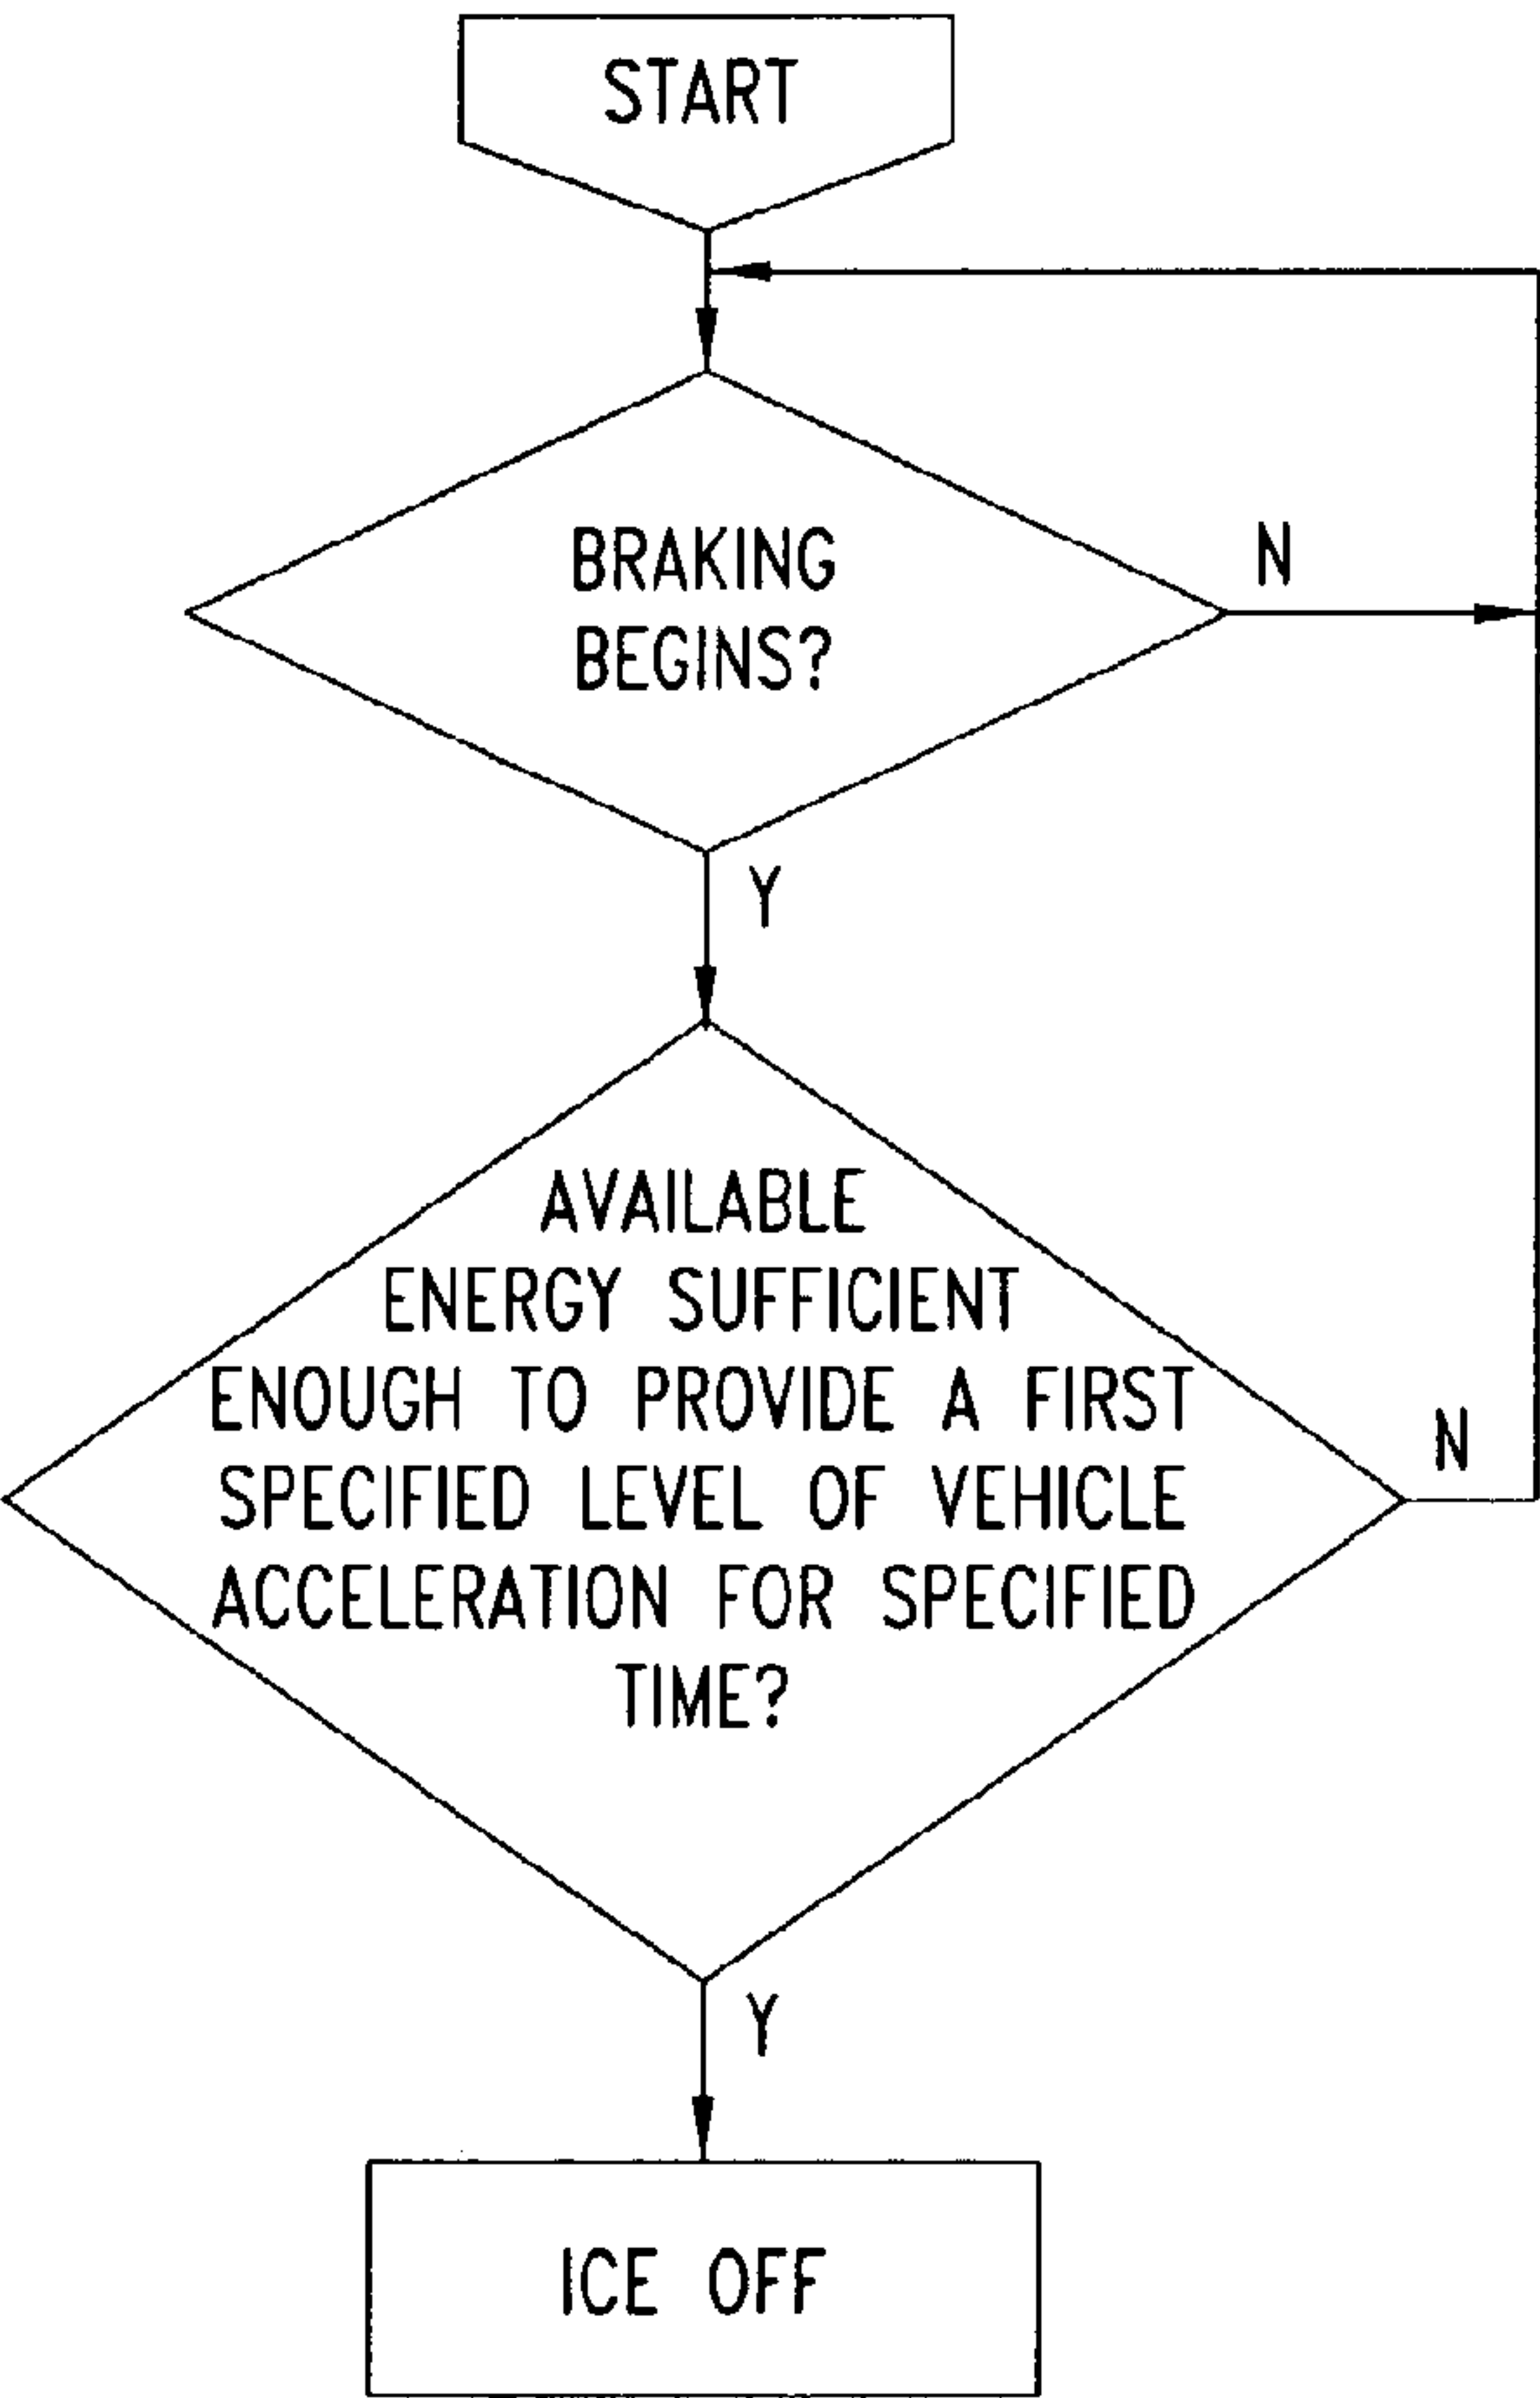 START
BRAKING
BEGINS?
N
Y
AVAILABLE
ENERGY SUFFICIENT
ENOUGH TO PROVIDE A FIRST
SPECIFIED LEVEL OF VEHICLE
ACCELERATION FOR SPECIFIED
TIME?
N
Y
ICE OFF